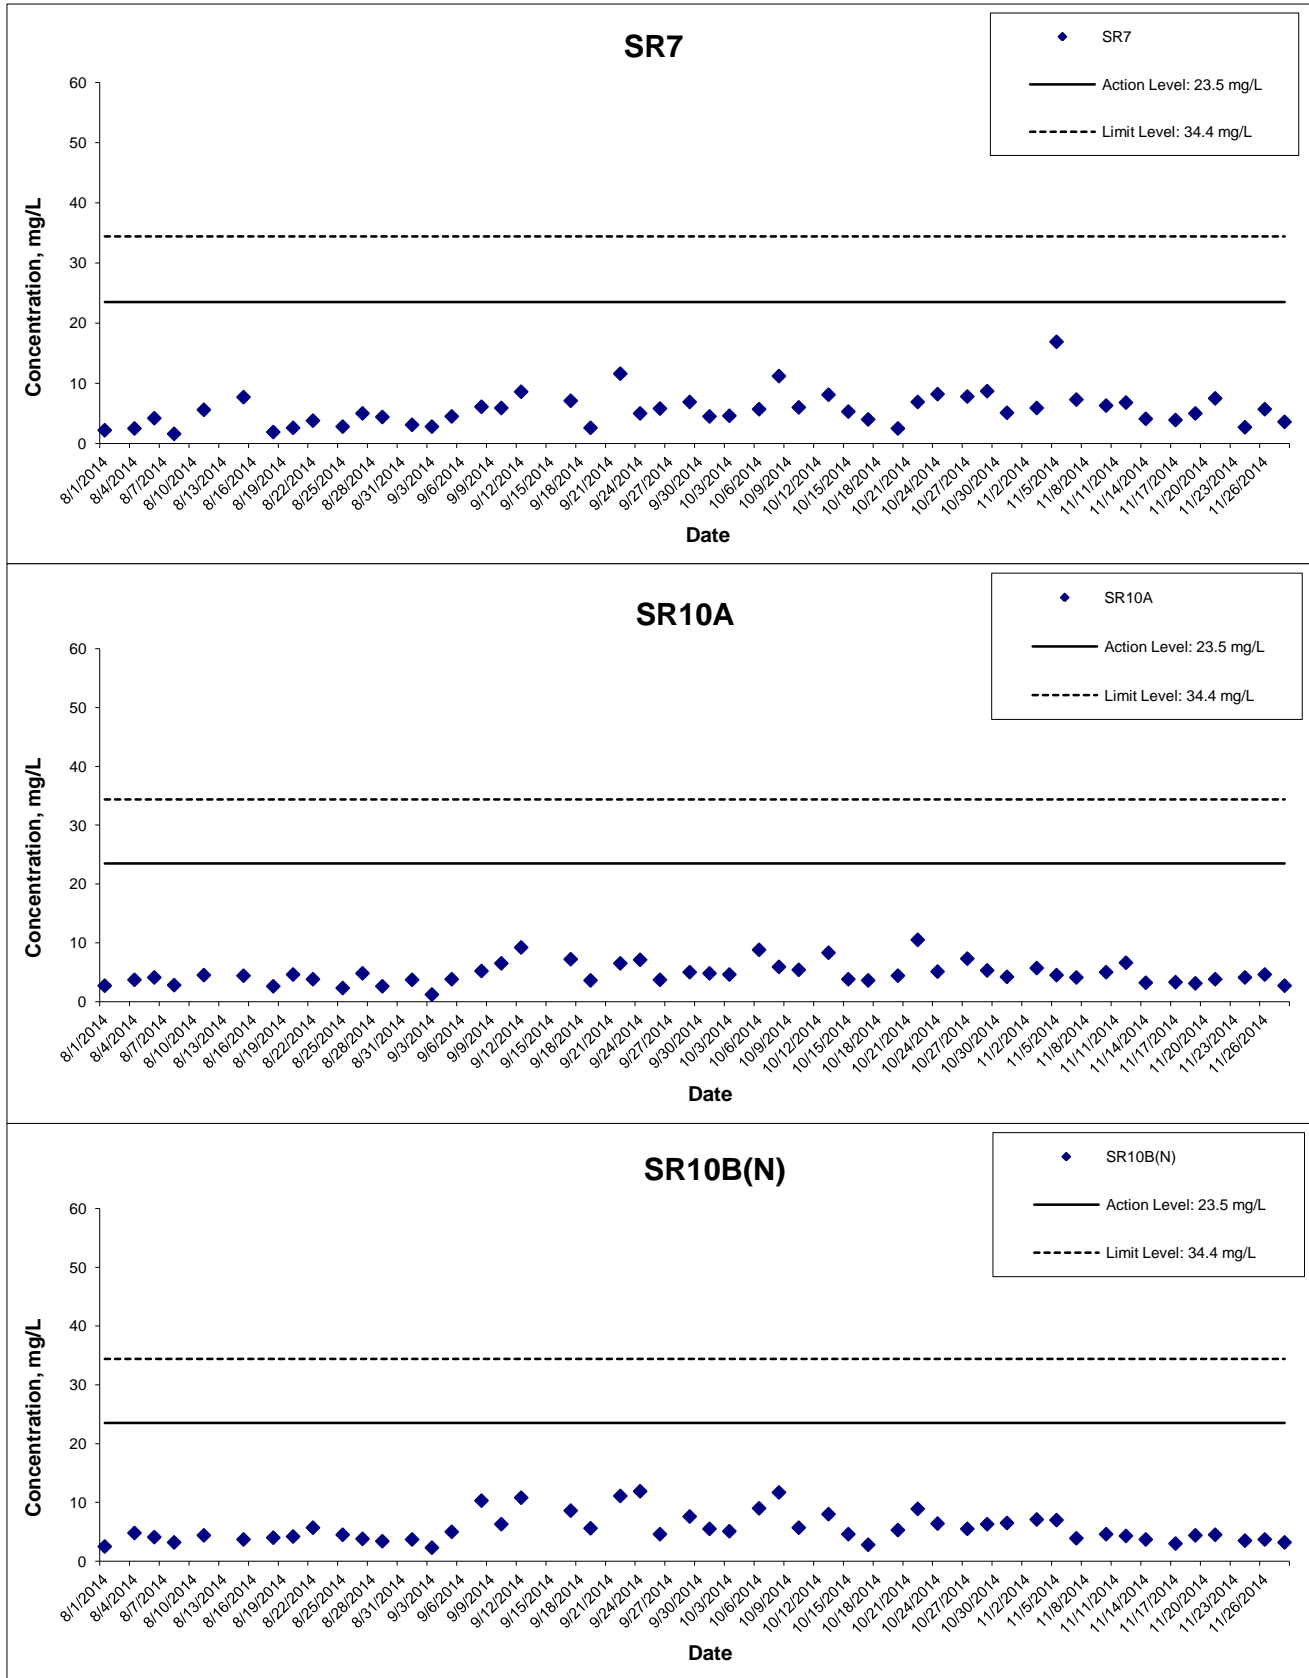 SR7
SR7
Action Level: 23.5 mg/L
Limit Level: 34.4 mg/L
Concentration, mg/L
60
50
40
30
20
10
0
8/1/2014 8/4/2014 8/7/2014 8/10/2014 8/13/2014 8/16/2014 8/19/2014 8/22/2014 8/25/2014 8/28/2014 8/31/2014 9/3/2014 9/6/2014 9/9/2014 9/12/2014 9/15/2014 9/18/2014 9/21/2014 9/24/2014 9/27/2014 9/30/2014 10/3/2014 10/6/2014 10/9/2014 10/12/2014 10/15/2014 10/18/2014 10/21/2014 10/24/2014 10/27/2014 10/30/2014 11/2/2014 11/5/2014 11/8/2014 11/11/2014 11/14/2014 11/17/2014 11/20/2014 11/23/2014 11/26/2014
Date
SR10A
SR10A
Action Level: 23.5 mg/L
Limit Level: 34.4 mg/L
Concentration, mg/L
60
50
40
30
20
10
0
8/1/2014 8/4/2014 8/7/2014 8/10/2014 8/13/2014 8/16/2014 8/19/2014 8/22/2014 8/25/2014 8/28/2014 8/31/2014 9/3/2014 9/6/2014 9/9/2014 9/12/2014 9/15/2014 9/18/2014 9/21/2014 9/24/2014 9/27/2014 9/30/2014 10/3/2014 10/6/2014 10/9/2014 10/12/2014 10/15/2014 10/18/2014 10/21/2014 10/24/2014 10/27/2014 10/30/2014 11/2/2014 11/5/2014 11/8/2014 11/11/2014 11/14/2014 11/17/2014 11/20/2014 11/23/2014 11/26/2014
Date
SR10B(N)
SR10B(N)
Action Level: 23.5 mg/L
Limit Level: 34.4 mg/L
Concentration, mg/L
60
50
40
30
20
10
0
8/1/2014 8/4/2014 8/7/2014 8/10/2014 8/13/2014 8/16/2014 8/19/2014 8/22/2014 8/25/2014 8/28/2014 8/31/2014 9/3/2014 9/6/2014 9/9/2014 9/12/2014 9/15/2014 9/18/2014 9/21/2014 9/24/2014 9/27/2014 9/30/2014 10/3/2014 10/6/2014 10/9/2014 10/12/2014 10/15/2014 10/18/2014 10/21/2014 10/24/2014 10/27/2014 10/30/2014 11/2/2014 11/5/2014 11/8/2014 11/11/2014 11/14/2014 11/17/2014 11/20/2014 11/23/2014 11/26/2014
Date